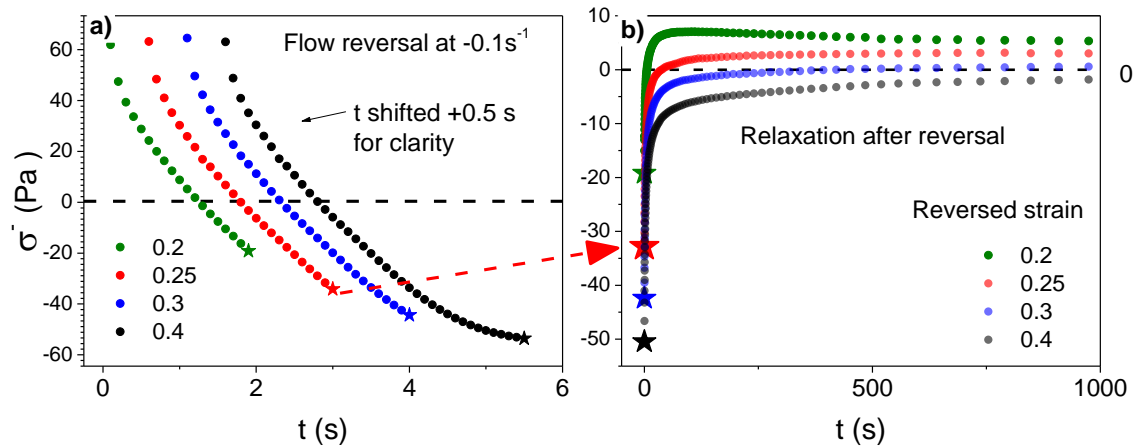 a)
Flow reversal at -0.1s⁻¹
t shifted +0.5 s
for clarity
60
40
20
0
-20
-40
-60
σ⁻ (Pa)
0.2
0.25
0.3
0.4
0 2 4 6
t (s)
b)
10
0
-10
-20
-30
-40
-50
0
Relaxation after reversal
Reversed strain
0.2
0.25
0.3
0.4
0 500 1000
t (s)